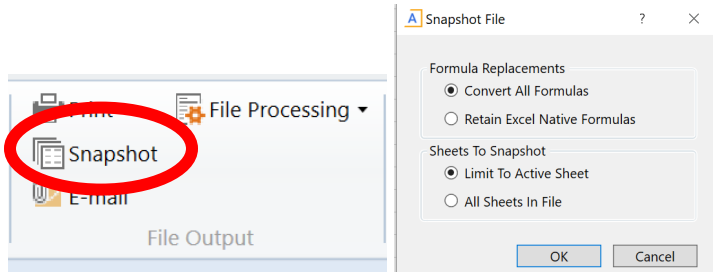 Print
File Processing
Snapshot
E-mail
File Output
A Snapshot File
?
Formula Replacements
Convert All Formulas
Retain Excel Native Formulas
Sheets To Snapshot
Limit To Active Sheet
All Sheets In File
OK
Cancel